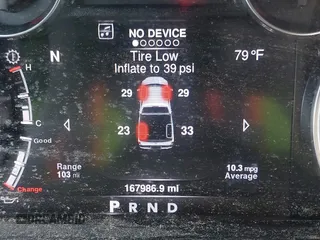 NO DEVICE
N
Tire Low
79°F
Inflate to 39 psi
H
29 29
C
23 33
Good
Range
103 mi
10.3 mpg
Average
Change
167986.9 mi
P R N D